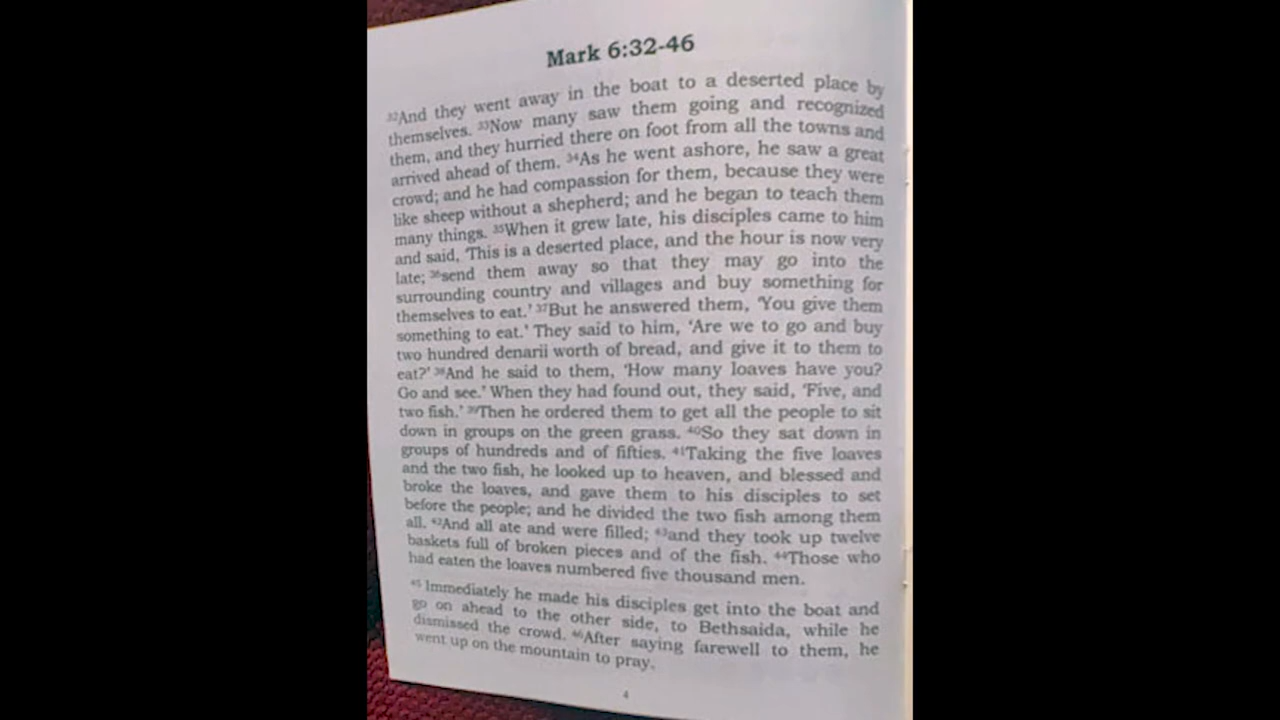 Mark 6:32-46
³²And they went away in the boat to a deserted place by
themselves. ³³Now many saw them going and recognized
them, and they hurried there on foot from all the towns and
arrived ahead of them. ³⁴As he went ashore, he saw a great
crowd; and he had compassion for them, because they were
like sheep without a shepherd; and he began to teach them
many things. ³⁵When it grew late, his disciples came to him
and said, 'This is a deserted place, and the hour is now very
late; ³⁶send them away so that they may go into the
surrounding country and villages and buy something for
themselves to eat.' ³⁷But he answered them, 'You give them
something to eat.' They said to him, 'Are we to go and buy
two hundred denarii worth of bread, and give it to them to
eat?' ³⁸And he said to them, 'How many loaves have you?
Go and see.' When they had found out, they said, 'Five, and
two fish.' ³⁹Then he ordered them to get all the people to sit
down in groups on the green grass. ⁴⁰So they sat down in
groups of hundreds and of fifties. ⁴¹Taking the five loaves
and the two fish, he looked up to heaven, and blessed and
broke the loaves, and gave them to his disciples to set
before the people; and he divided the two fish among them
all. ⁴²And all ate and were filled; ⁴³and they took up twelve
baskets full of broken pieces and of the fish. ⁴⁴Those who
had eaten the loaves numbered five thousand men.
⁴⁵ Immediately he made his disciples get into the boat and
go on ahead to the other side, to Bethsaida, while he
dismissed the crowd. ⁴⁶After saying farewell to them, he
went up on the mountain to pray.
4